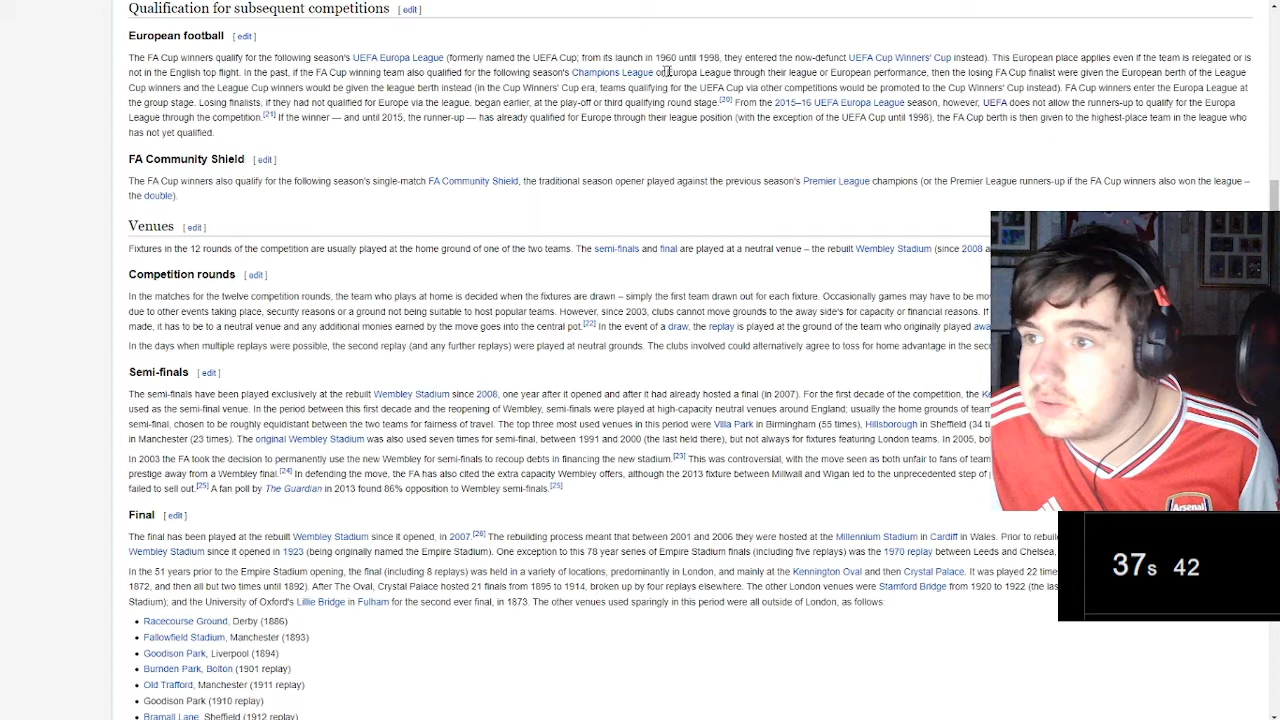 Qualification for subsequent competitions [ edit ]
European football [ edit ]
The FA Cup winners qualify for the following season's UEFA Europa League (formerly named the UEFA Cup; from its launch in 1960 until 1998, they entered the now-defunct UEFA Cup Winners' Cup instead). This European place applies even if the team is relegated or is
not in the English top flight. In the past, if the FA Cup winning team also qualified for the following season's Champions League or Europa League through their league or European performance, then the losing FA Cup finalist were given the European berth of the League
Cup winners and the League Cup winners would be given the league berth instead (in the Cup Winners' Cup era, teams qualifying for the UEFA Cup via other competitions would be promoted to the Cup Winners' Cup instead). FA Cup winners enter the Europa League at
the group stage. Losing finalists, if they had not qualified for Europe via the league, began earlier, at the play-off or third qualifying round stage.[20] From the 2015–16 UEFA Europa League season, however, UEFA does not allow the runners-up to qualify for the Europa
League through the competition.[21] If the winner — and until 2015, the runner-up — has already qualified for Europe through their league position (with the exception of the UEFA Cup until 1998), the FA Cup berth is then given to the highest-place team in the league who
has not yet qualified.
FA Community Shield [ edit ]
The FA Cup winners also qualify for the following season's single-match FA Community Shield, the traditional season opener played against the previous season's Premier League champions (or the Premier League runners-up if the FA Cup winners also won the league –
the double).
Venues [ edit ]
Fixtures in the 12 rounds of the competition are usually played at the home ground of one of the two teams. The semi-finals and final are played at a neutral venue – the rebuilt Wembley Stadium (since 2008
Competition rounds [ edit ]
In the matches for the twelve competition rounds, the team who plays at home is decided when the fixtures are drawn – simply the first team drawn out for each fixture. Occasionally games may have to be
due to other events taking place, security reasons or a ground not being suitable to host popular teams. However, since 2003, clubs cannot move grounds to the away side's for capacity or financial reasons. If
made, it has to be to a neutral venue and any additional monies earned by the move goes into the central pot.[22] In the event of a draw, the replay is played at the ground of the team who originally played
In the days when multiple replays were possible, the second replay (and any further replays) were played at neutral grounds. The clubs involved could alternatively agree to toss for home advantage in the
Semi-finals [ edit ]
The semi-finals have been played exclusively at the rebuilt Wembley Stadium since 2008, one year after it opened and after it had already hosted a final (in 2007). For the first decade of the competition, the
used as the semi-final venue. In the period between this first decade and the reopening of Wembley, semi-finals were played at high-capacity neutral venues around England; usually the home grounds of
semi-final, chosen to be roughly equidistant between the two teams for fairness of travel. The top three most used venues in this period were Villa Park in Birmingham (55 times), Hillsborough in Sheffield (34
in Manchester (23 times). The original Wembley Stadium was also used seven times for semi-final, between 1991 and 2000 (the last held there), but not always for fixtures featuring London teams. In 2005,
In 2003 the FA took the decision to permanently use the new Wembley for semi-finals to recoup debts in financing the new stadium.[23] This was controversial, with the move seen as both unfair to fans of
prestige away from a Wembley final.[24] In defending the move, the FA has also cited the extra capacity Wembley offers, although the 2013 fixture between Millwall and Wigan led to the unprecedented step of
failed to sell out.[25] A fan poll by The Guardian in 2013 found 86% opposition to Wembley semi-finals.[25]
Final [ edit ]
The final has been played at the rebuilt Wembley Stadium since it opened, in 2007.[26] The rebuilding process meant that between 2001 and 2006 they were hosted at the Millennium Stadium in Cardiff in Wales. Prior to
Wembley Stadium since it opened in 1923 (being originally named the Empire Stadium). One exception to this 78 year series of Empire Stadium finals (including five replays) was the 1970 replay between Leeds and Chelsea,
In the 51 years prior to the Empire Stadium opening, the final (including 8 replays) was held in a variety of locations, predominantly in London, and mainly at the Kennington Oval and then Crystal Palace. It was played 22
1872, and then all but two times until 1892). After The Oval, Crystal Palace hosted 21 finals from 1895 to 1914, broken up by four replays elsewhere. The other London venues were Stamford Bridge from 1920 to 1922 (the
Stadium), and the University of Oxford's Lillie Bridge in Fulham for the second ever final, in 1873. The other venues used sparingly in this period were all outside of London, as follows:
• Racecourse Ground, Derby (1886)
• Fallowfield Stadium, Manchester (1893)
• Goodison Park, Liverpool (1894)
• Burnden Park, Bolton (1901 replay)
• Old Trafford, Manchester (1911 replay)
• Goodison Park (1910 replay)
• Bramall Lane, Sheffield (1912 replay)
Arsenal
37s 42